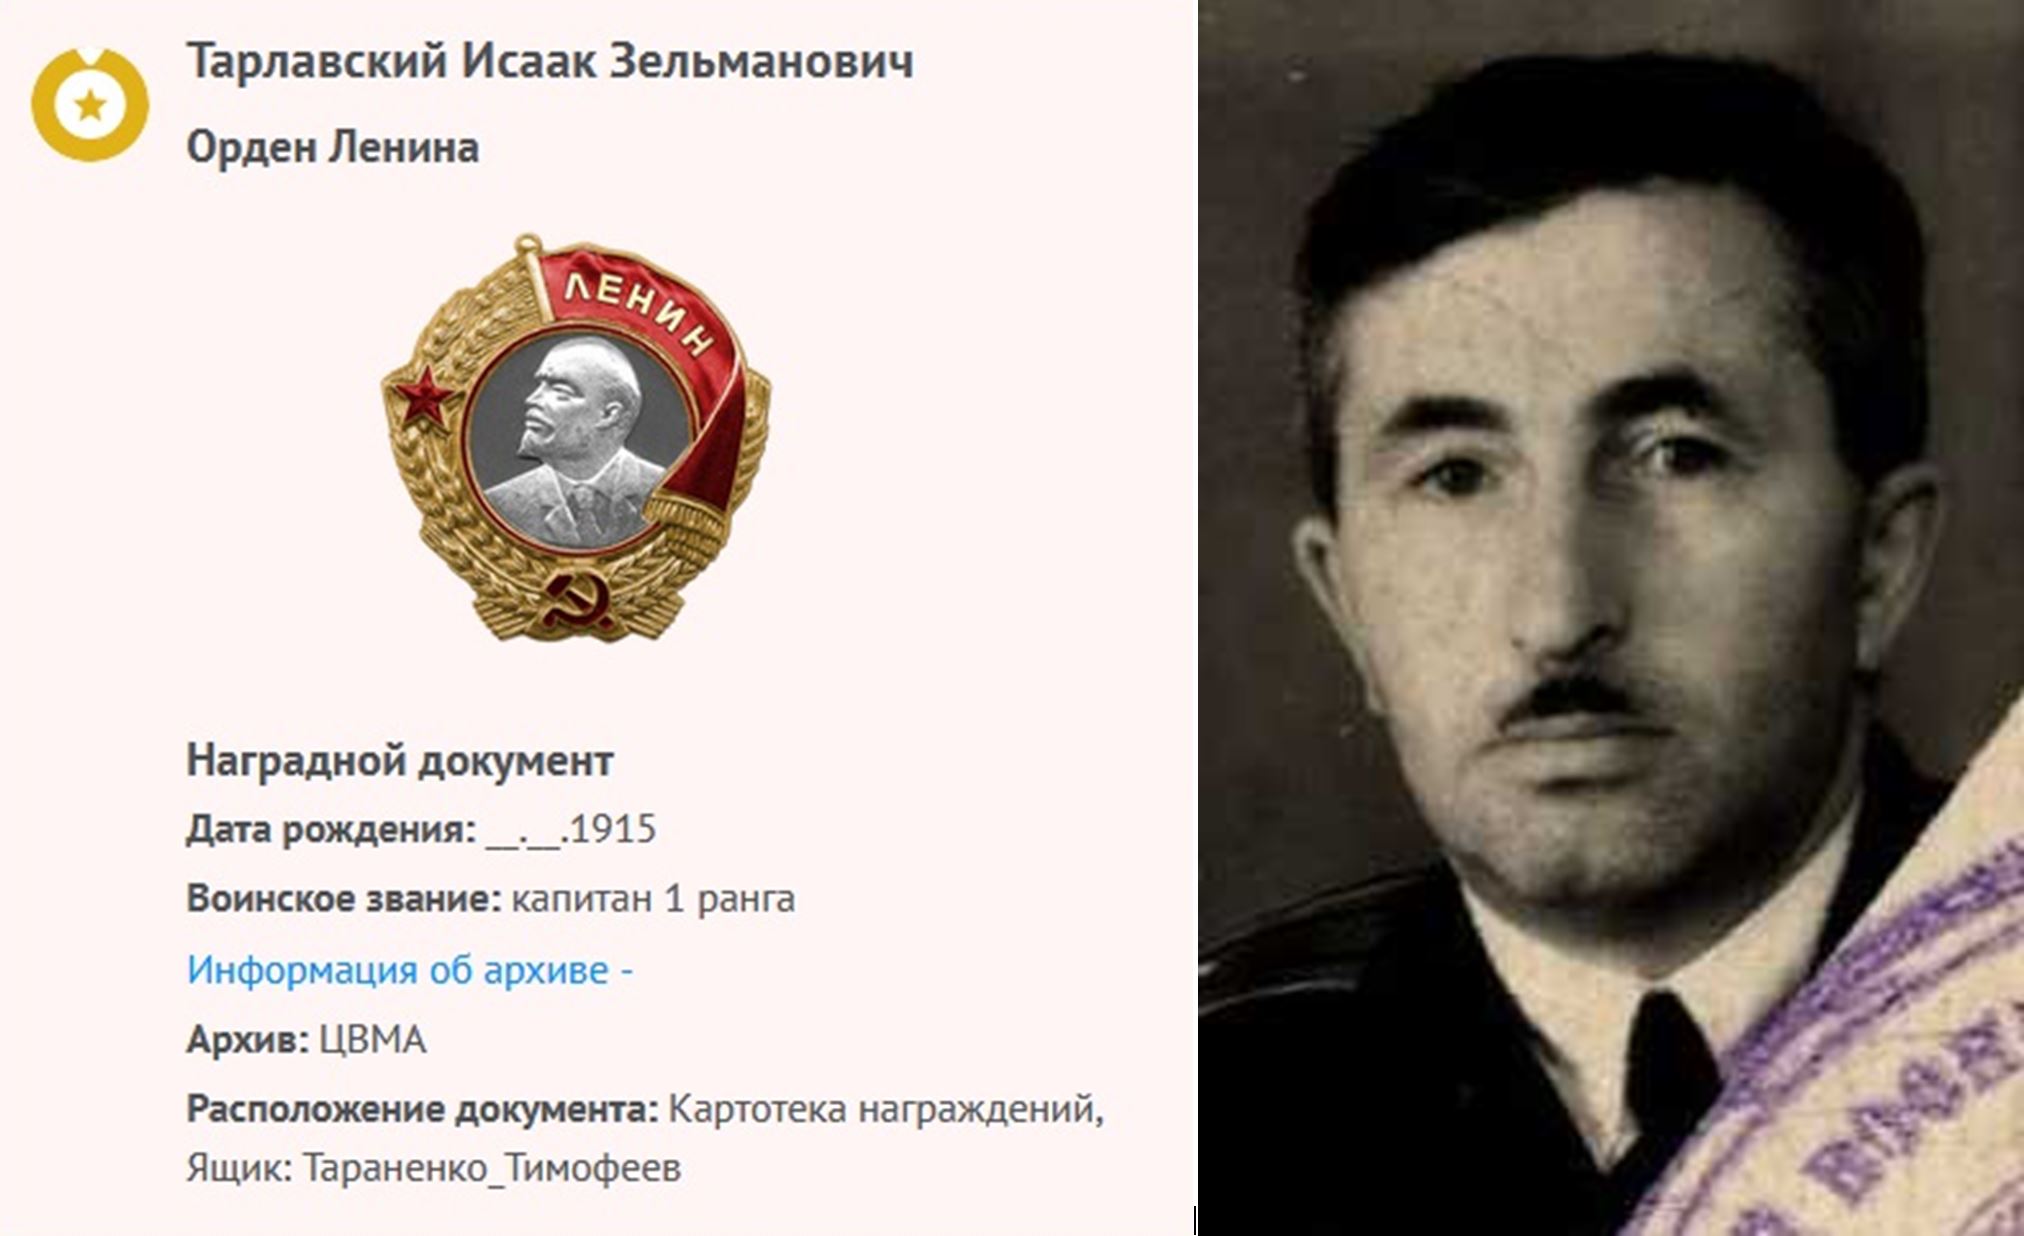 Тарлавский Исаак Зельманович
Орден Ленина
ЛЕНИН
Наградной документ
Дата рождения: __.__.1915
Воинское звание: капитан 1 ранга
Информация об архиве -
Архив: ЦВМА
Расположение документа: Картотека награждений,
Ящик: Тараненко_Тимофеев